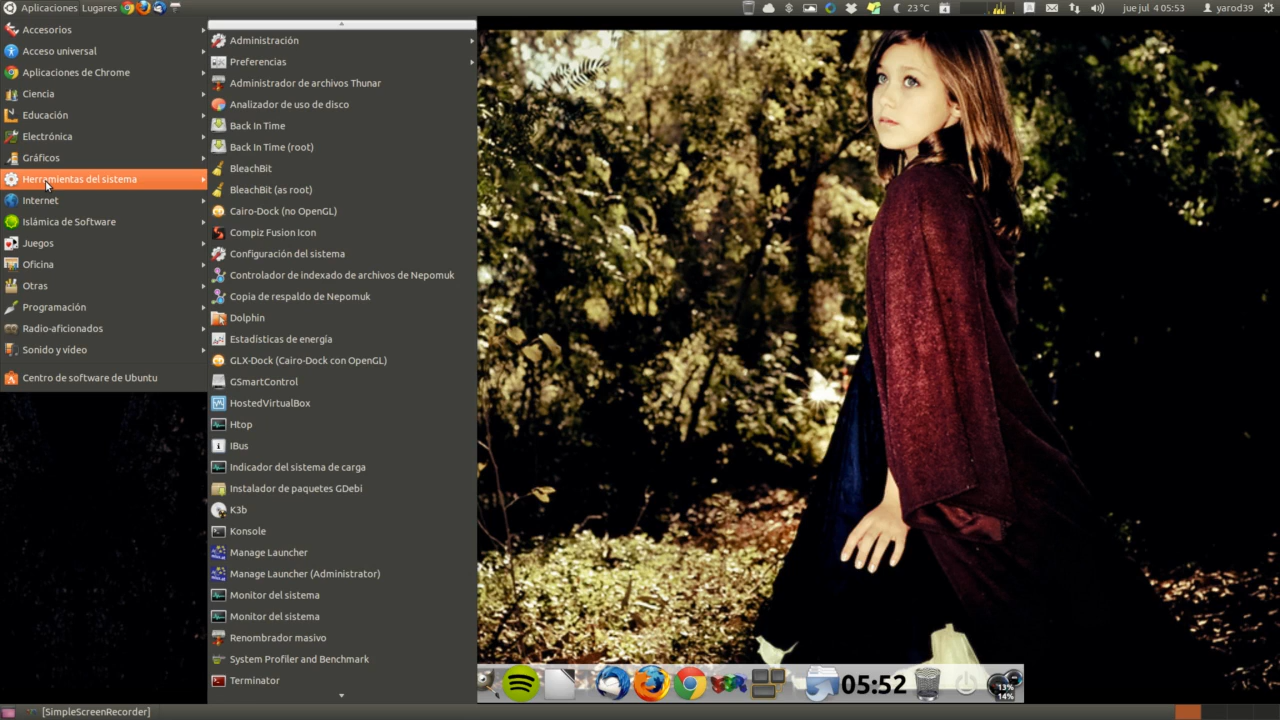 Aplicaciones Lugares
23 °C
4
jue jul 4 05:53
yarod39
Accesorios
Acceso universal
Aplicaciones de Chrome
Ciencia
Educación
Electrónica
Gráficos
Herramientas del sistema
Internet
Islámica de Software
Juegos
Oficina
Otras
Programación
Radio-aficionados
Sonido y vídeo
Centro de software de Ubuntu
Administración
Preferencias
Administrador de archivos Thunar
Analizador de uso de disco
Back In Time
Back In Time (root)
BleachBit
BleachBit (as root)
Cairo-Dock (no OpenGL)
Compiz Fusion Icon
Configuración del sistema
Controlador de indexado de archivos de Nepomuk
Copia de respaldo de Nepomuk
Dolphin
Estadísticas de energía
GLX-Dock (Cairo-Dock con OpenGL)
GSmartControl
HostedVirtualBox
Htop
IBus
Indicador del sistema de carga
Instalador de paquetes GDebi
K3b
Konsole
Manage Launcher
Manage Launcher (Administrator)
Monitor del sistema
Monitor del sistema
Renombrador masivo
System Profiler and Benchmark
Terminator
05:52
13%
14%
[SimpleScreenRecorder]